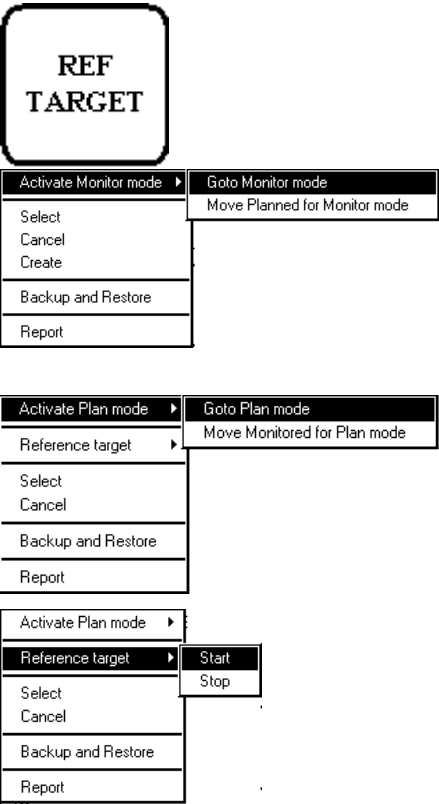 REF
TARGET
Activate Monitor mode
Goto Monitor mode
Move Planned for Monitor mode
Select
Cancel
Create
Backup and Restore
Report
Activate Plan mode
Goto Plan mode
Move Monitored for Plan mode
Reference target
Select
Cancel
Backup and Restore
Report
Activate Plan mode
Reference target
Start
Stop
Select
Cancel
Backup and Restore
Report